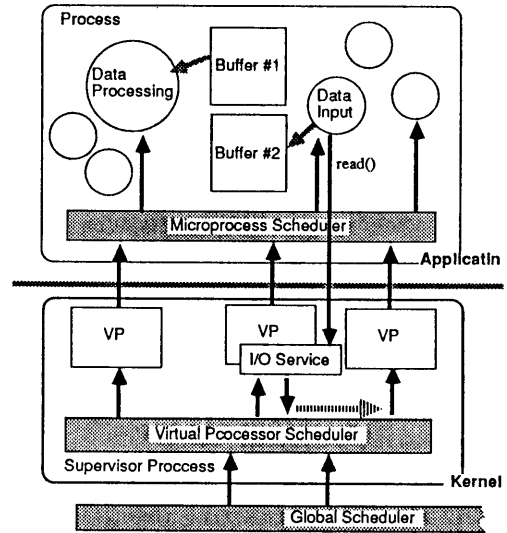 Process
Data
Processing
Buffer #1
Data
Input
Buffer #2
read()
Microprocess Scheduler
Applicatln
VP
VP
VP
I/O Service
Virtual Pcocessor Scheduler
Supervisor Proccess
Kernel
Global Scheduler